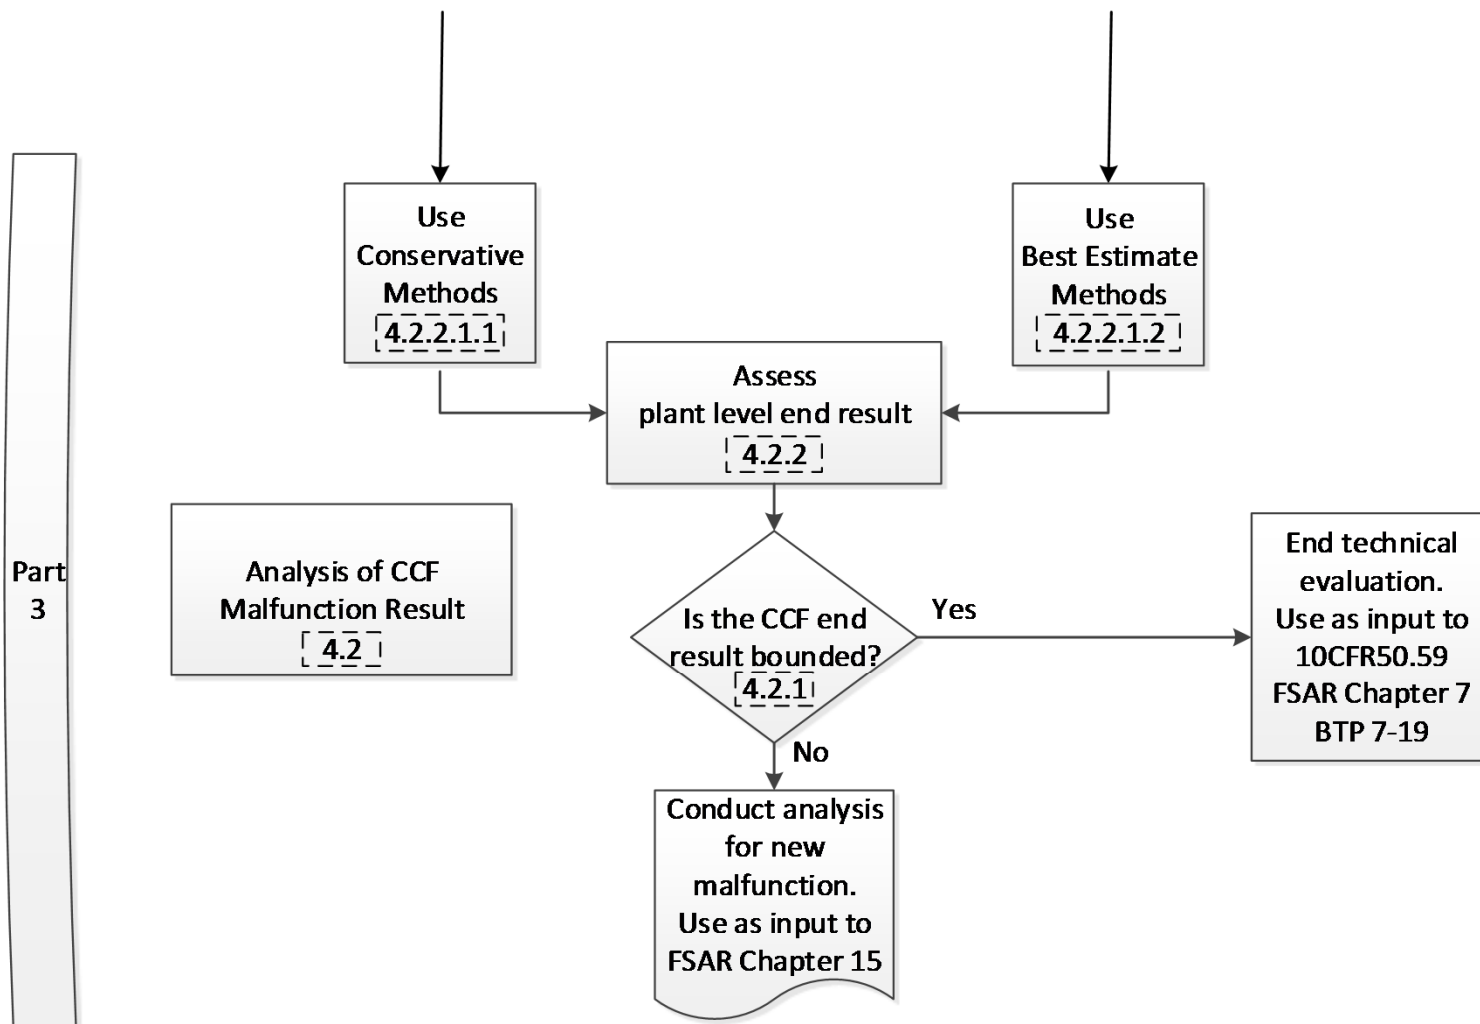 Use
Conservative
Methods
4.2.2.1.1
Use
Best Estimate
Methods
4.2.2.1.2
Assess
plant level end result
4.2.2
Part
3
Analysis of CCF
Malfunction Result
4.2
Is the CCF end
result bounded?
4.2.1
Yes
End technical
evaluation.
Use as input to
10CFR50.59
FSAR Chapter 7
BTP 7-19
No
Conduct analysis
for new
malfunction.
Use as input to
FSAR Chapter 15